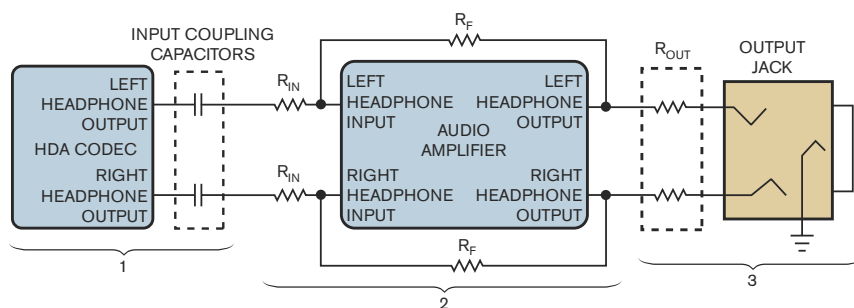 INPUT COUPLING
CAPACITORS
LEFT
HEADPHONE
OUTPUT
HDA CODEC
RIGHT
HEADPHONE
OUTPUT
1
R_IN
R_IN
R_F
LEFT
HEADPHONE
INPUT
LEFT
HEADPHONE
OUTPUT
AUDIO
AMPLIFIER
RIGHT
HEADPHONE
INPUT
RIGHT
HEADPHONE
OUTPUT
R_F
2
R_OUT
OUTPUT
JACK
3